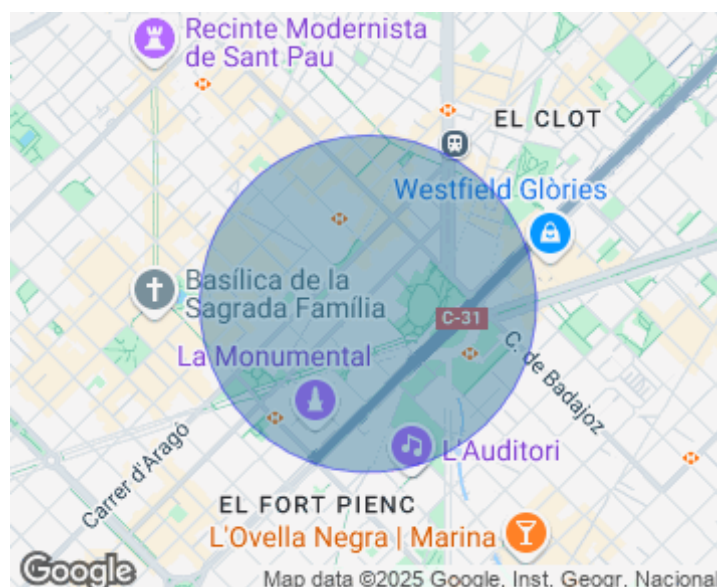 Recinte Modernista
de Sant Pau
EL CLOT
Westfield Glòries
Basílica de la
Sagrada Família
C-31
La Monumental
C. de Badajoz
Carrer d'Aragó
L'Auditori
EL FORT PIENC
L'Ovella Negra | Marina
Google
Map data ©2025 Google, Inst. Geogr. Nacional